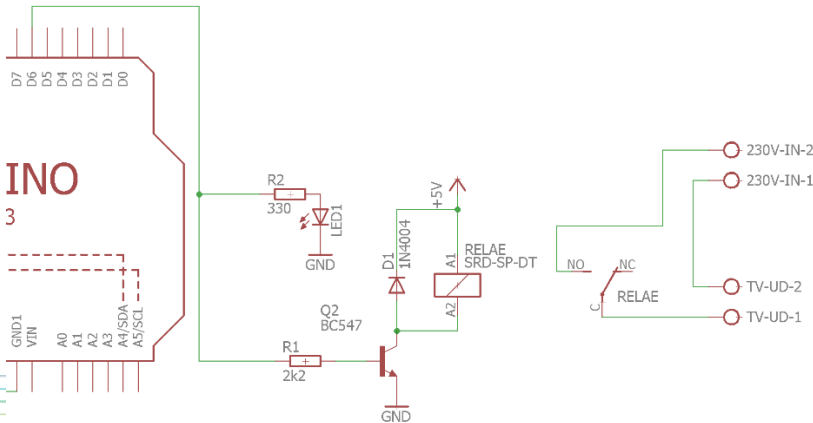 D7
D6
D5
D4
D3
D2
D1
D0
INO
3
GND1
VIN
A0
A1
A2
A3
A4/SDA
A5/SCL
R2
330
LED1
GND
+5V
D1
1N4004
A1
RELAE
SRD-SP-DT
A2
Q2
BC547
R1
2k2
GND
NO
NC
C
RELAE
230V-IN-2
230V-IN-1
TV-UD-2
TV-UD-1